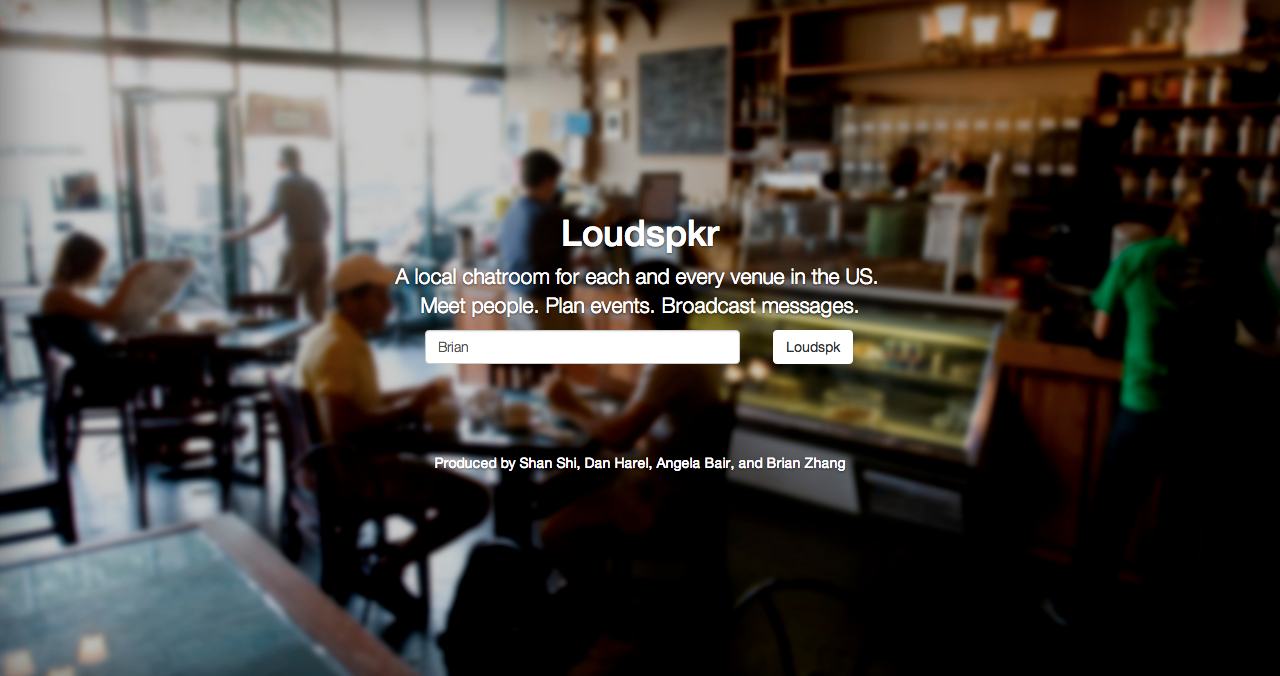 Loudspkr
A local chatroom for each and every venue in the US.
Meet people. Plan events. Broadcast messages.
Brian Loudspk
Produced by Shan Shi, Dan Harel, Angela Bair, and Brian Zhang